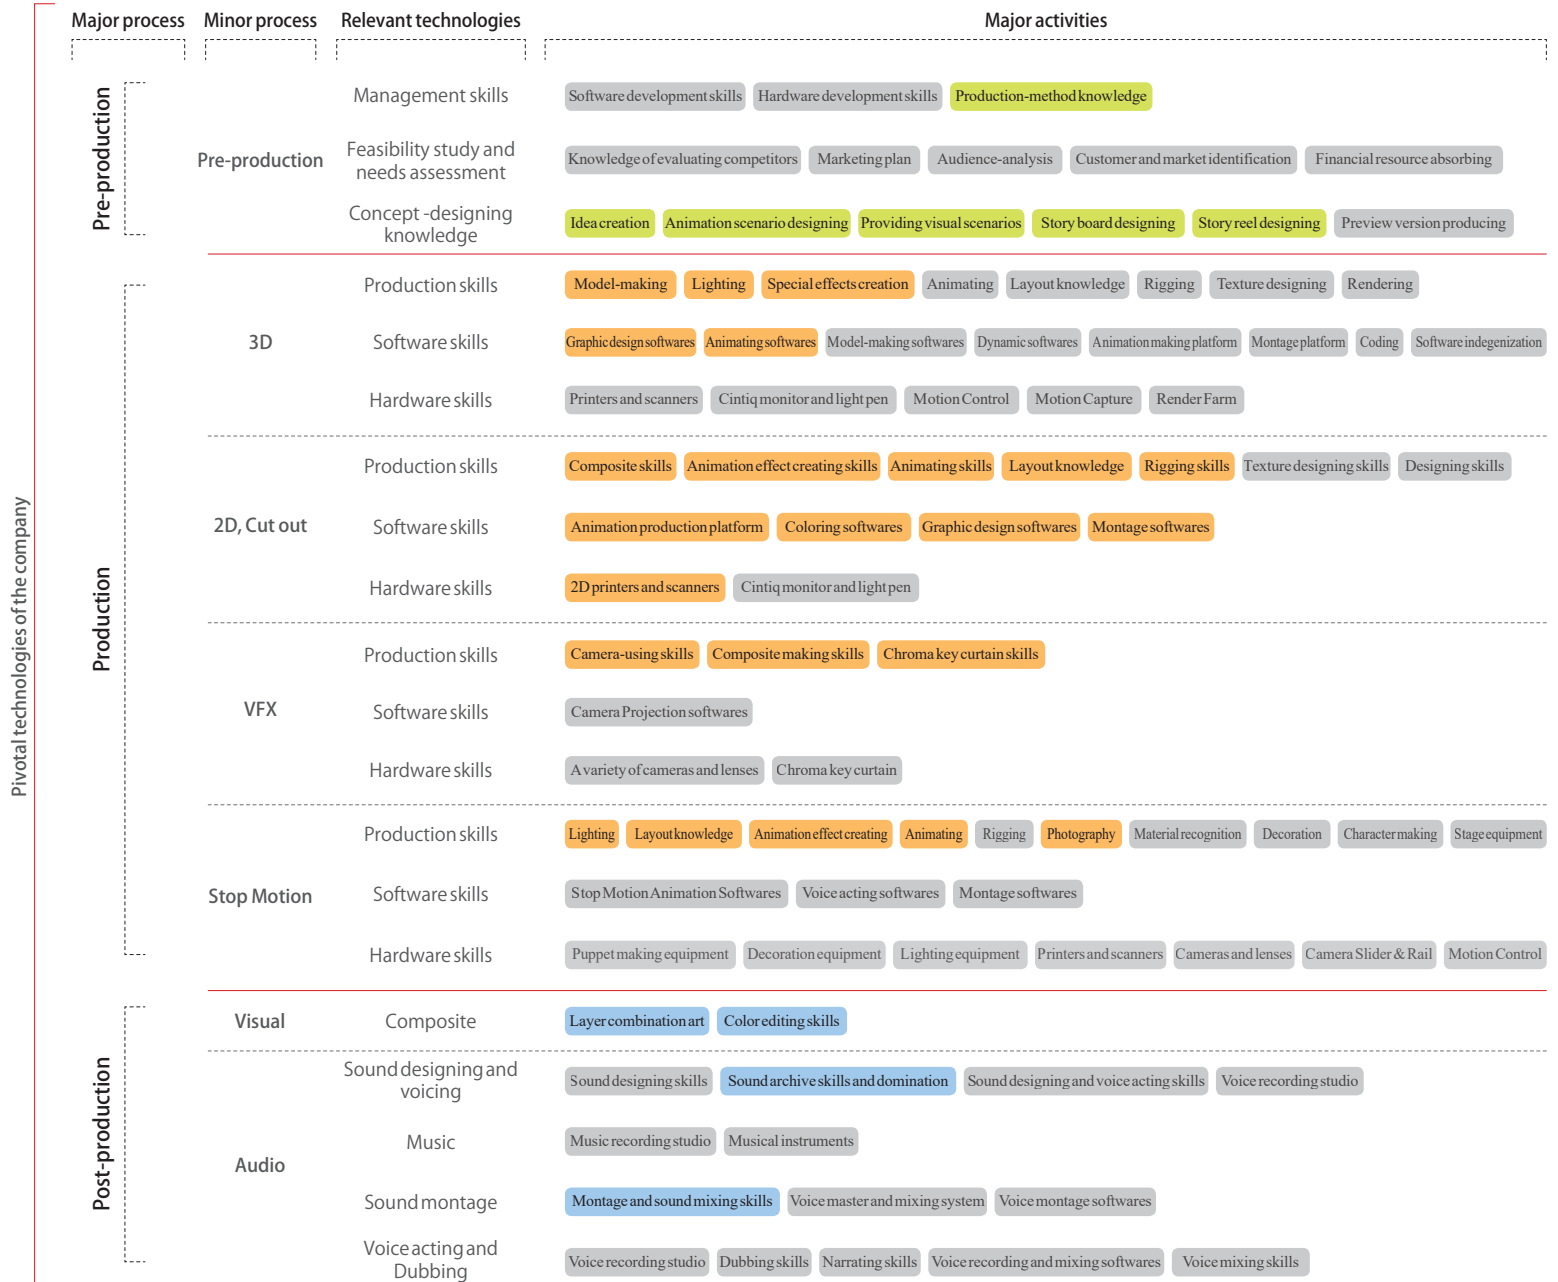 Major process Minor process Relevant technologies Major activities
Pivotal technologies of the company
Pre-production
Pre-production
Management skills
Software development skills Hardware development skills Production-method knowledge
Feasibility study and
needs assessment
Knowledge of evaluating competitors Marketing plan Audience-analysis Customer and market identification Financial resource absorbing
Concept -designing
knowledge
Idea creation Animation scenario designing Providing visual scenarios Story board designing Story reel designing Preview version producing
Production
3D
Production skills
Model-making Lighting Special effects creation Animating Layout knowledge Rigging Texture designing Rendering
Software skills
Graphic design softwares Animating softwares Model-making softwares Dynamic softwares Animation making platform Montage platform Coding Software indegenization
Hardware skills
Printers and scanners Cintiq monitor and light pen Motion Control Motion Capture Render Farm
2D, Cut out
Production skills
Composite skills Animation effect creating skills Animating skills Layout knowledge Rigging skills Texture designing skills Designing skills
Software skills
Animation production platform Coloring softwares Graphic design softwares Montage softwares
Hardware skills
2D printers and scanners Cintiq monitor and light pen
VFX
Production skills
Camera-using skills Composite making skills Chroma key curtain skills
Software skills
Camera Projection softwares
Hardware skills
A variety of cameras and lenses Chroma key curtain
Stop Motion
Production skills
Lighting Layout knowledge Animation effect creating Animating Rigging Photography Material recognition Decoration Character making Stage equipment
Software skills
Stop Motion Animation Softwares Voice acting softwares Montage softwares
Hardware skills
Puppet making equipment Decoration equipment Lighting equipment Printers and scanners Cameras and lenses Camera Slider & Rail Motion Control
Post-production
Visual
Composite
Layer combination art Color editing skills
Audio
Sound designing and
voicing
Sound designing skills Sound archive skills and domination Sound designing and voice acting skills Voice recording studio
Music
Music recording studio Musical instruments
Sound montage
Montage and sound mixing skills Voice master and mixing system Voice montage softwares
Voice acting and
Dubbing
Voice recording studio Dubbing skills Narrating skills Voice recording and mixing softwares Voice mixing skills